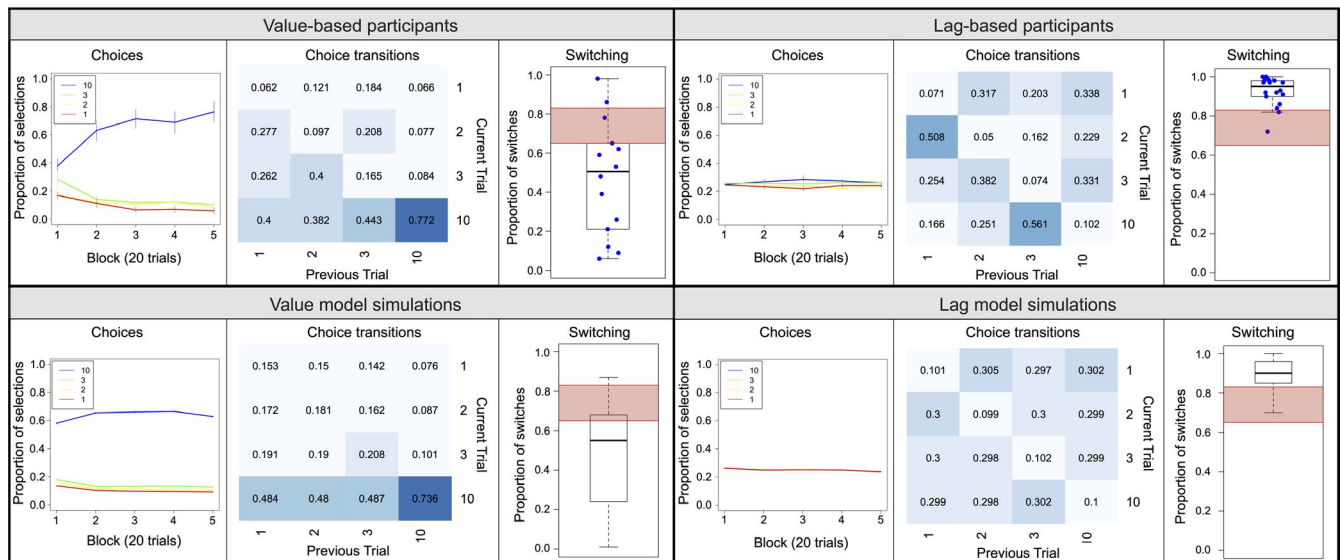 Value-based participants
Choices
Proportion of selections
1.0
0.8
0.6
0.4
0.2
0.0
10
3
2
1
1 2 3 4 5
Block (20 trials)
Choice transitions
0.062 0.121 0.184 0.066 1
0.277 0.097 0.208 0.077 2
0.262 0.4 0.165 0.084 3
0.4 0.382 0.443 0.772 10
1 2 3 10
Previous Trial
Current Trial
Switching
Proportion of switches
1.0
0.8
0.6
0.4
0.2
0.0
Lag-based participants
Choices
Proportion of selections
1.0
0.8
0.6
0.4
0.2
0.0
10
3
2
1
1 2 3 4 5
Block (20 trials)
Choice transitions
0.071 0.317 0.203 0.338 1
0.508 0.05 0.162 0.229 2
0.254 0.382 0.074 0.331 3
0.166 0.251 0.561 0.102 10
1 2 3 10
Previous Trial
Current Trial
Switching
Proportion of switches
1.0
0.8
0.6
0.4
0.2
0.0
Value model simulations
Choices
Proportion of selections
1.0
0.8
0.6
0.4
0.2
0.0
10
3
2
1
1 2 3 4 5
Block (20 trials)
Choice transitions
0.153 0.15 0.142 0.076 1
0.172 0.181 0.162 0.087 2
0.191 0.19 0.208 0.101 3
0.484 0.48 0.487 0.736 10
1 2 3 10
Previous Trial
Current Trial
Switching
Proportion of switches
1.0
0.8
0.6
0.4
0.2
0.0
Lag model simulations
Choices
Proportion of selections
1.0
0.8
0.6
0.4
0.2
0.0
10
3
2
1
1 2 3 4 5
Block (20 trials)
Choice transitions
0.101 0.305 0.297 0.302 1
0.3 0.099 0.3 0.299 2
0.3 0.298 0.102 0.299 3
0.299 0.298 0.302 0.1 10
1 2 3 10
Previous Trial
Current Trial
Switching
Proportion of switches
1.0
0.8
0.6
0.4
0.2
0.0